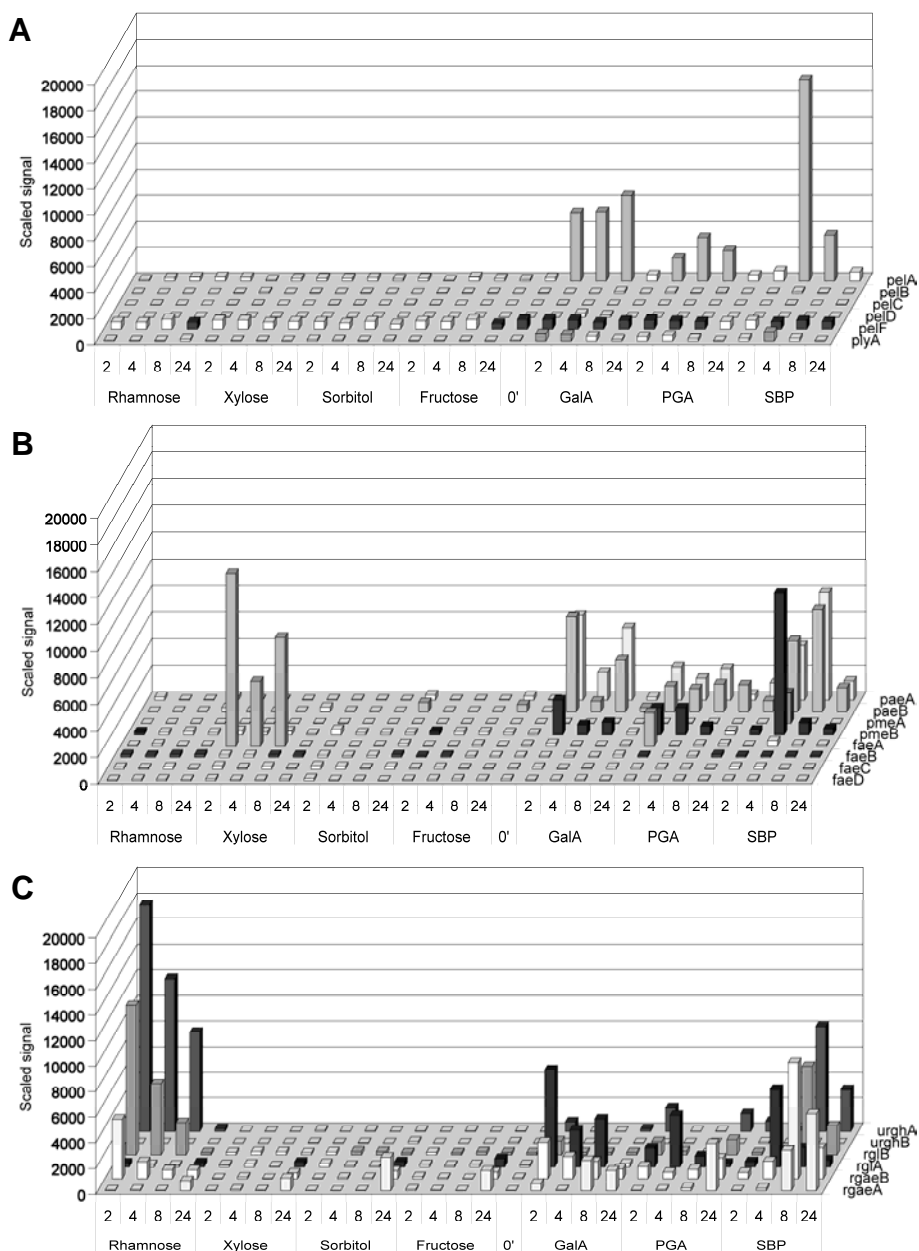 A
20000
18000
16000
14000
12000
10000
8000
6000
4000
2000
0
Scaled signal
pelA
pelB
pelC
pelD
pelF
plyA
2 4 8 24 2 4 8 24 2 4 8 24 2 4 8 24 2 4 8 24 2 4 8 24 2 4 8 24
Rhamnose Xylose Sorbitol Fructose 0' GalA PGA SBP
B
20000
18000
16000
14000
12000
10000
8000
6000
4000
2000
0
Scaled signal
paeA
paeB
pmeA
pmeB
faeA
faeB
faeC
faeD
2 4 8 24 2 4 8 24 2 4 8 24 2 4 8 24 2 4 8 24 2 4 8 24 2 4 8 24
Rhamnose Xylose Sorbitol Fructose 0' GalA PGA SBP
C
20000
18000
16000
14000
12000
10000
8000
6000
4000
2000
0
Scaled signal
urghA
urghB
rglB
rglA
rgaeB
rgaeA
2 4 8 24 2 4 8 24 2 4 8 24 2 4 8 24 2 4 8 24 2 4 8 24 2 4 8 24
Rhamnose Xylose Sorbitol Fructose 0' GalA PGA SBP